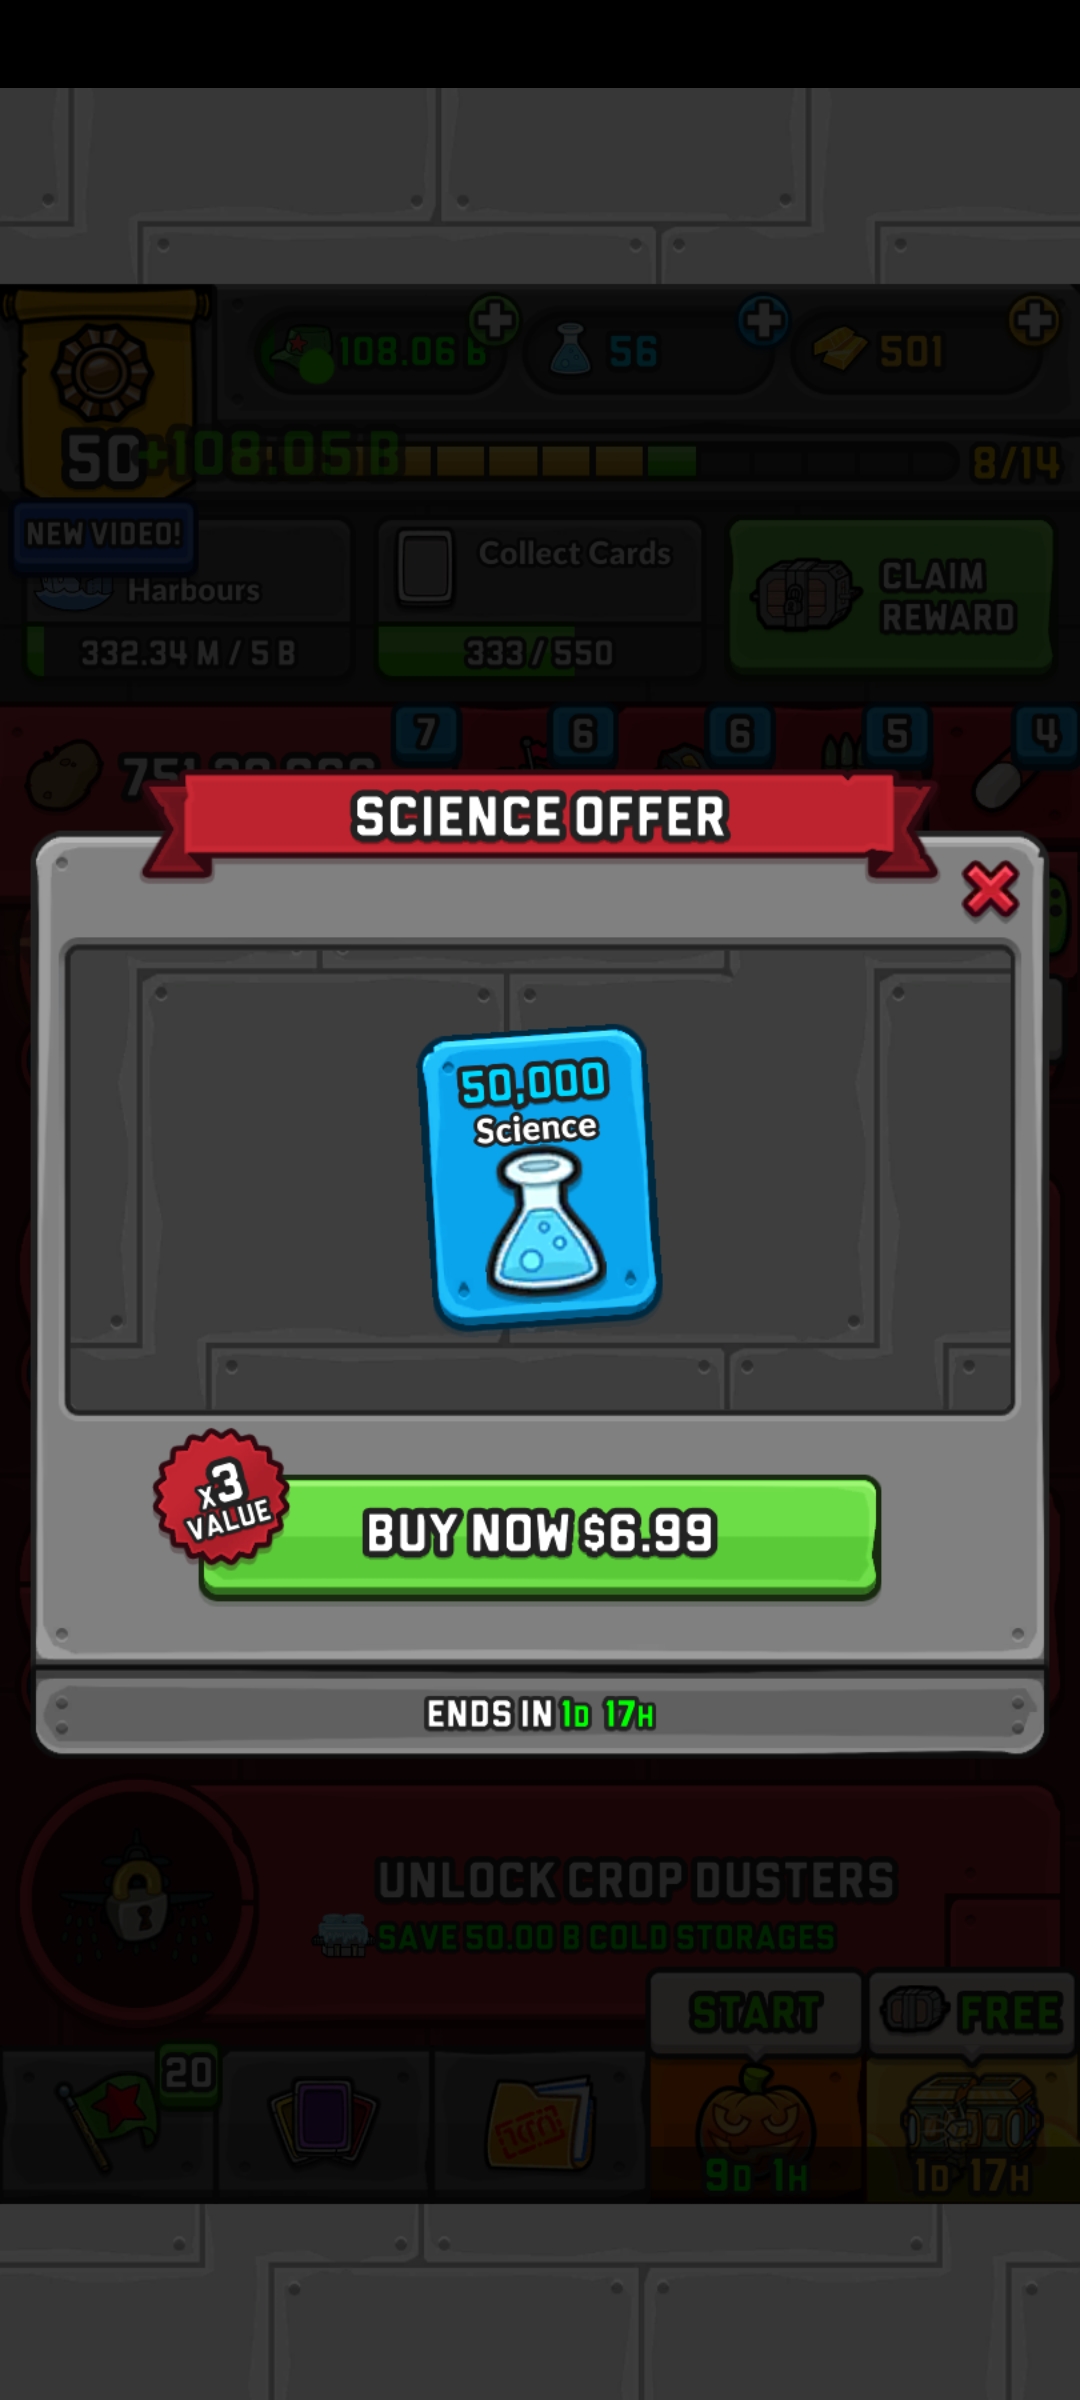 108.06 B
56
501
50
+108.05 B
8/14
NEW VIDEO!
Harbours
332.34 M / 5 B
Collect Cards
333/550
CLAIM
REWARD
7
6
6
5
4
SCIENCE OFFER
50,000
Science
x3
VALUE
BUY NOW $6.99
ENDS IN 1D 17H
UNLOCK CROP DUSTERS
SAVE 50.00 B COLD STORAGES
START
FREE
20
9D 1H
1D 17H